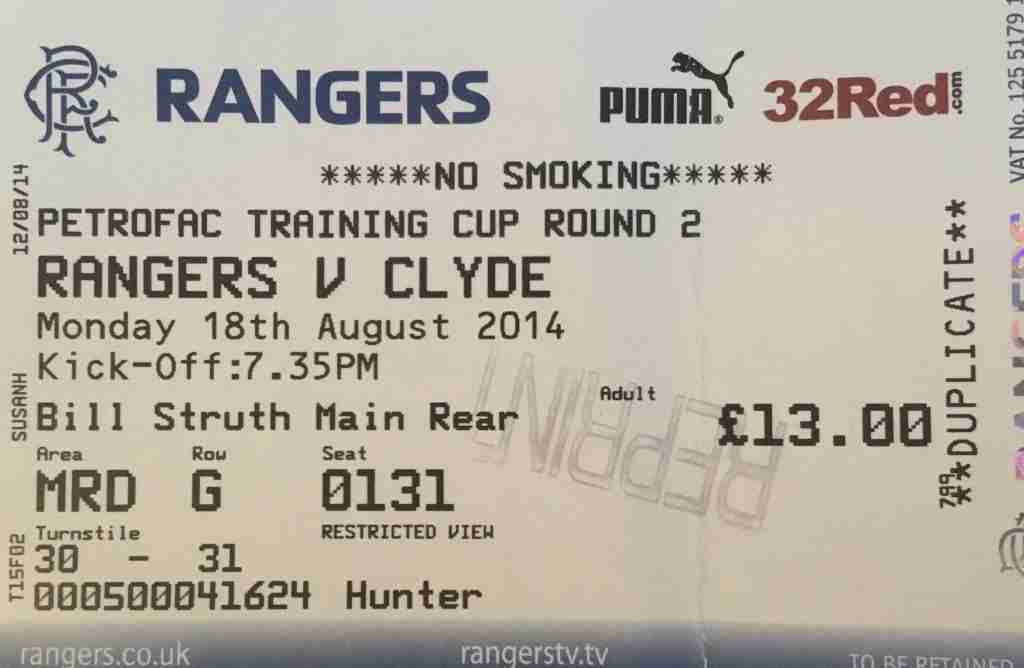 RANGERS
PUMA
32Red.com
*****NO SMOKING*****
PETROFAC TRAINING CUP ROUND 2
RANGERS V CLYDE
Monday 18th August 2014
Kick-Off:7.35PM
Bill Struth Main Rear
Adult
£13.00
Area Row Seat
MRD G 0131
Turnstile RESTRICTED VIEW
30 - 31
000500041624 Hunter
rangers.co.uk
rangerstv.tv
TO BE RETAINED
12/08/14
SUSANH
T15F02
REPRINT
**DUPLICATE**
799
VAT No. 125 5179 1
RANGERS